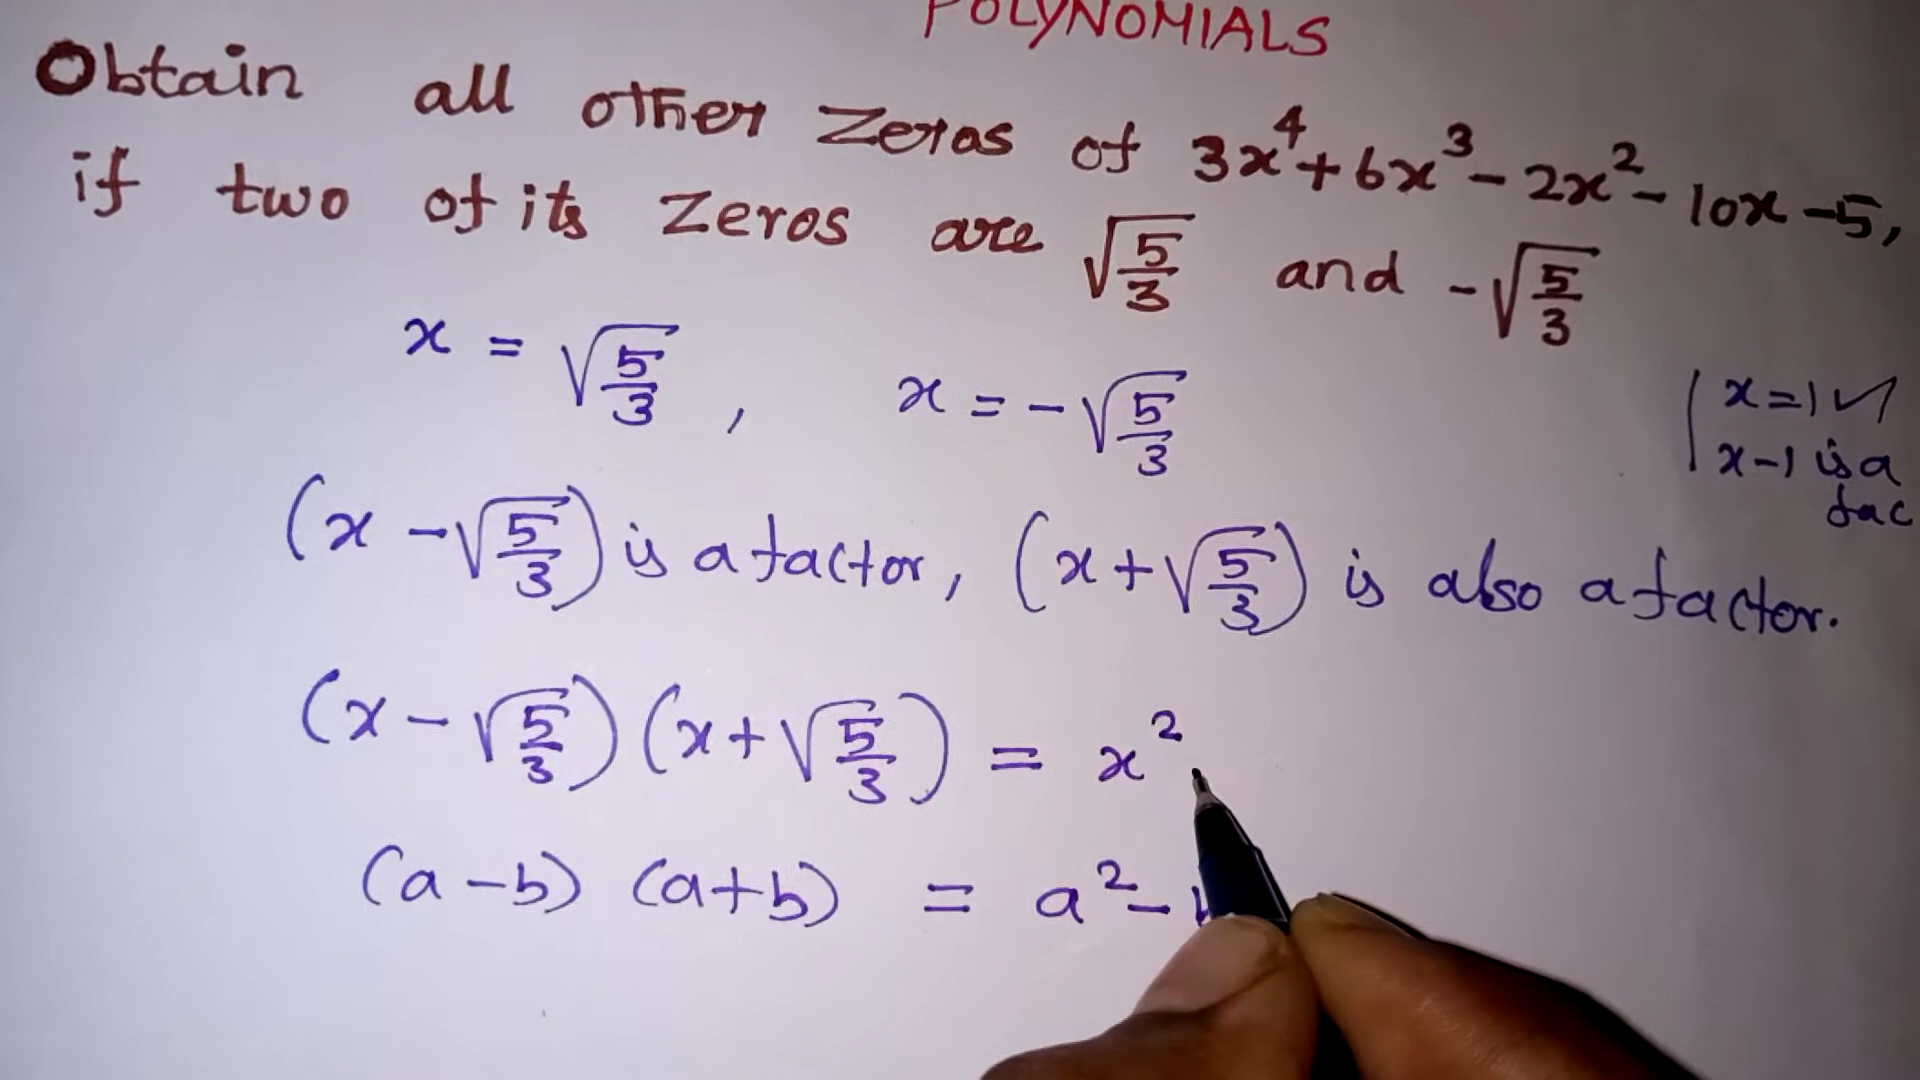 POLYNOMIALS
Obtain all other Zeros of 3x⁴+6x³-2x²-10x-5,
if two of its Zeros are √5/3 and -√5/3
x = √5/3 , x = -√5/3
x=1 ✓
x-1 is a
fac
(x-√5/3) is a factor, (x+√5/3) is also a factor.
(x-√5/3)(x+√5/3) = x²
(a-b) (a+b) = a²-